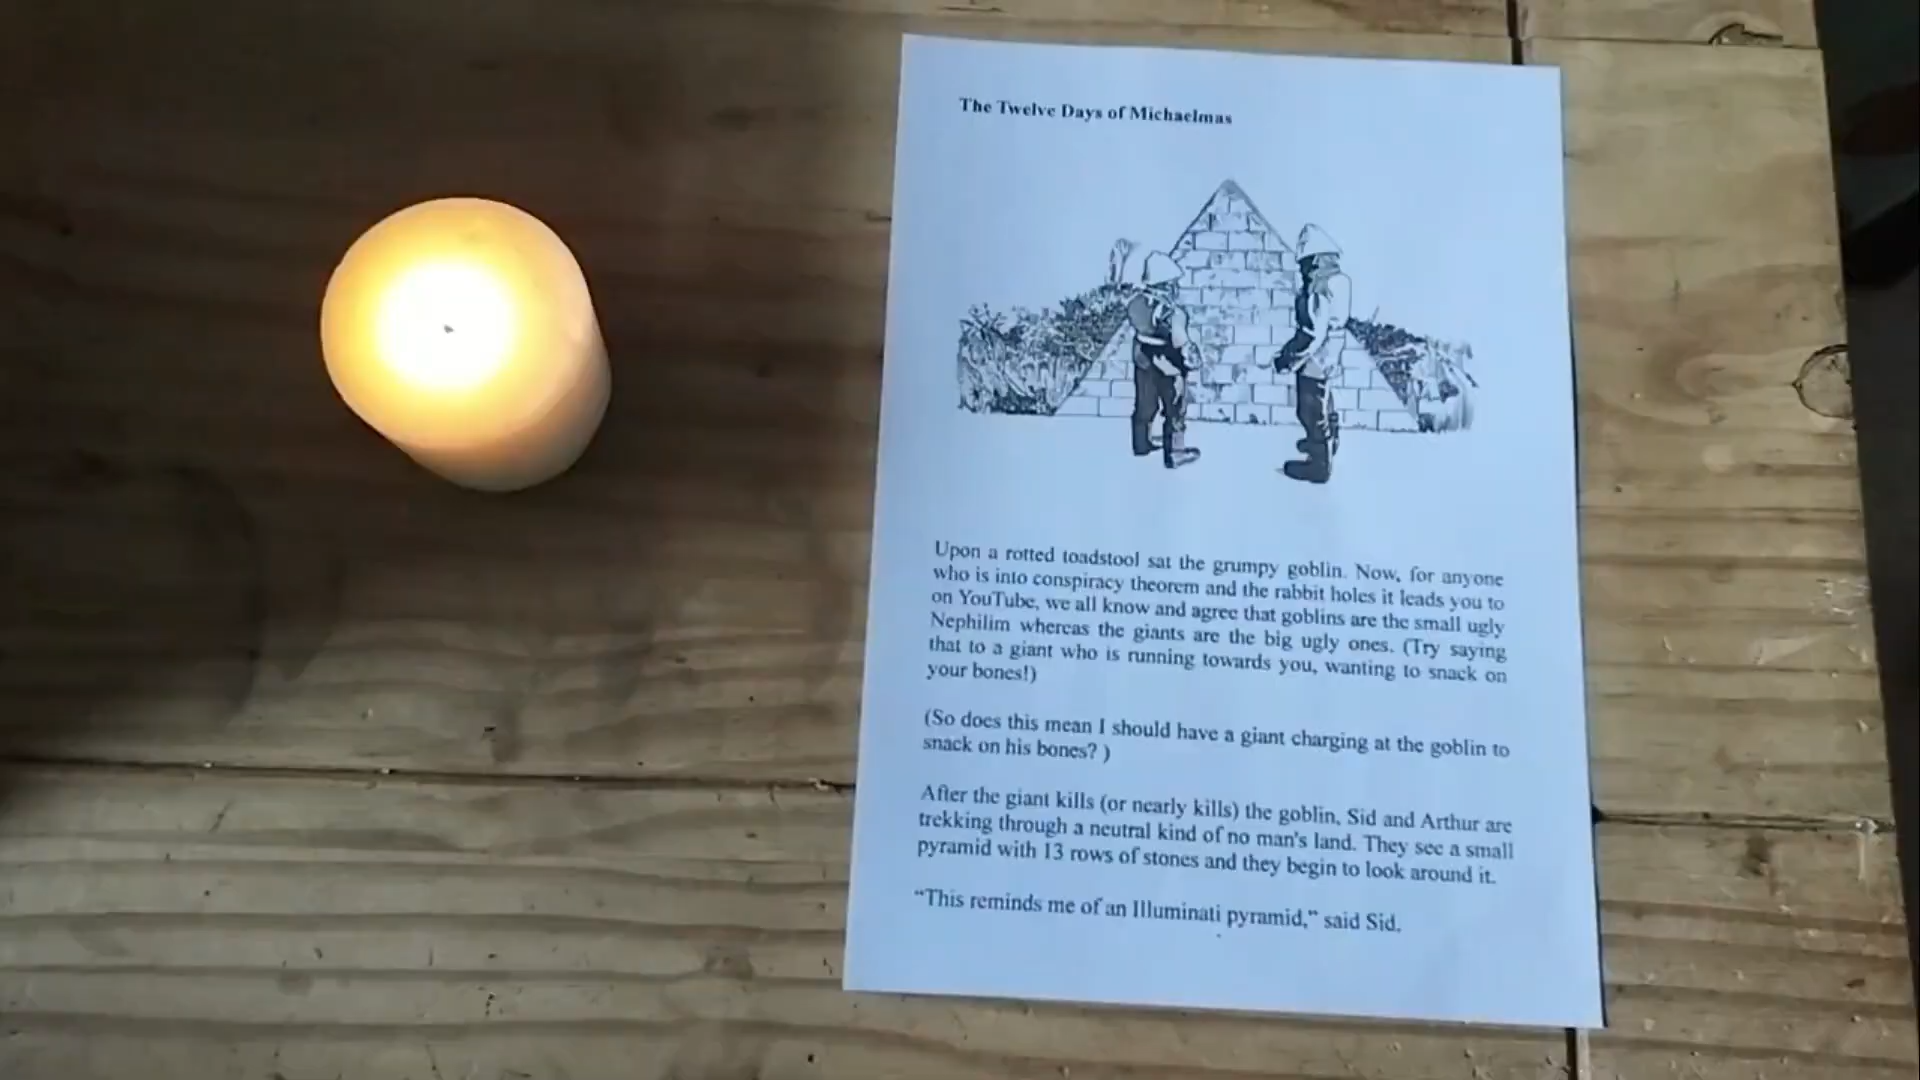 The Twelve Days of Michaelmas
Upon a rotted toadstool sat the grumpy goblin. Now, for anyone
who is into conspiracy theorem and the rabbit holes it leads you to
on YouTube, we all know and agree that goblins are the small ugly
Nephilim whereas the giants are the big ugly ones. (Try saying
that to a giant who is running towards you, wanting to snack on
your bones!)
(So does this mean I should have a giant charging at the goblin to
snack on his bones? )
After the giant kills (or nearly kills) the goblin, Sid and Arthur are
trekking through a neutral kind of no man's land. They see a small
pyramid with 13 rows of stones and they begin to look around it.
“This reminds me of an Illuminati pyramid,” said Sid.